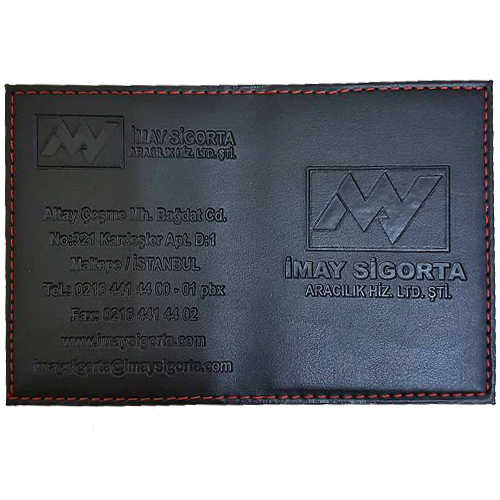 İMAY SİGORTA
ARACILIK HİZ. LTD. ŞTİ.
Altay Çeşme Mh. Bağdat Cd.
No:321 Kardeşler Apt. D:1
Maltepe / İSTANBUL
Tel.: 0216 441 44 00 - 01 pbx
Fax: 0216 441 44 02
www.imaysigorta.com
imaysigorta@imaysigorta.com
İMAY SİGORTA
ARACILIK HİZ. LTD. ŞTİ.